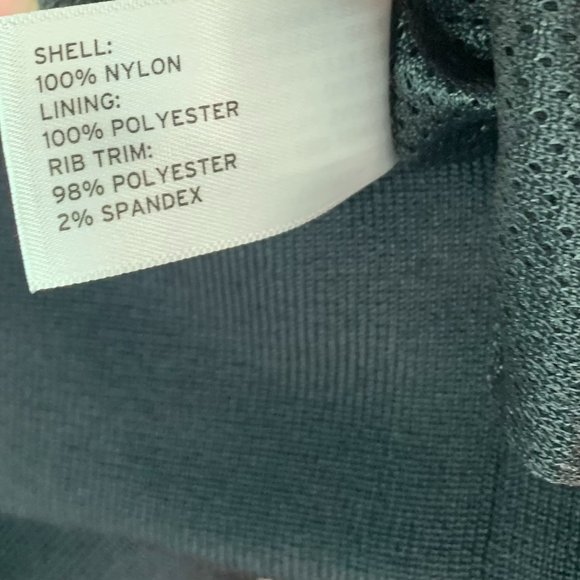 SHELL:
100% NYLON
LINING:
100% POLYESTER
RIB TRIM:
98% POLYESTER
2% SPANDEX